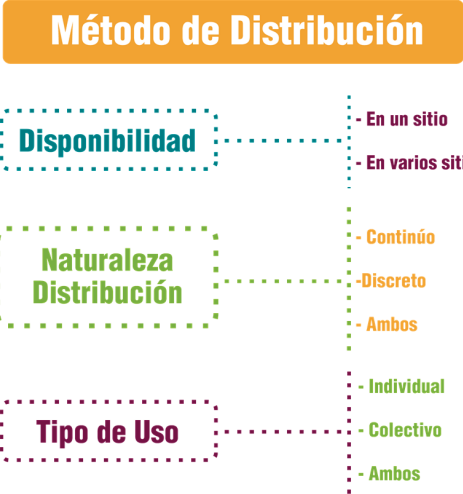 Método de Distribución
Disponibilidad
- En un sitio
- En varios siti
Naturaleza
Distribución
- Continúo
-Discreto
- Ambos
Tipo de Uso
- Individual
- Colectivo
- Ambos